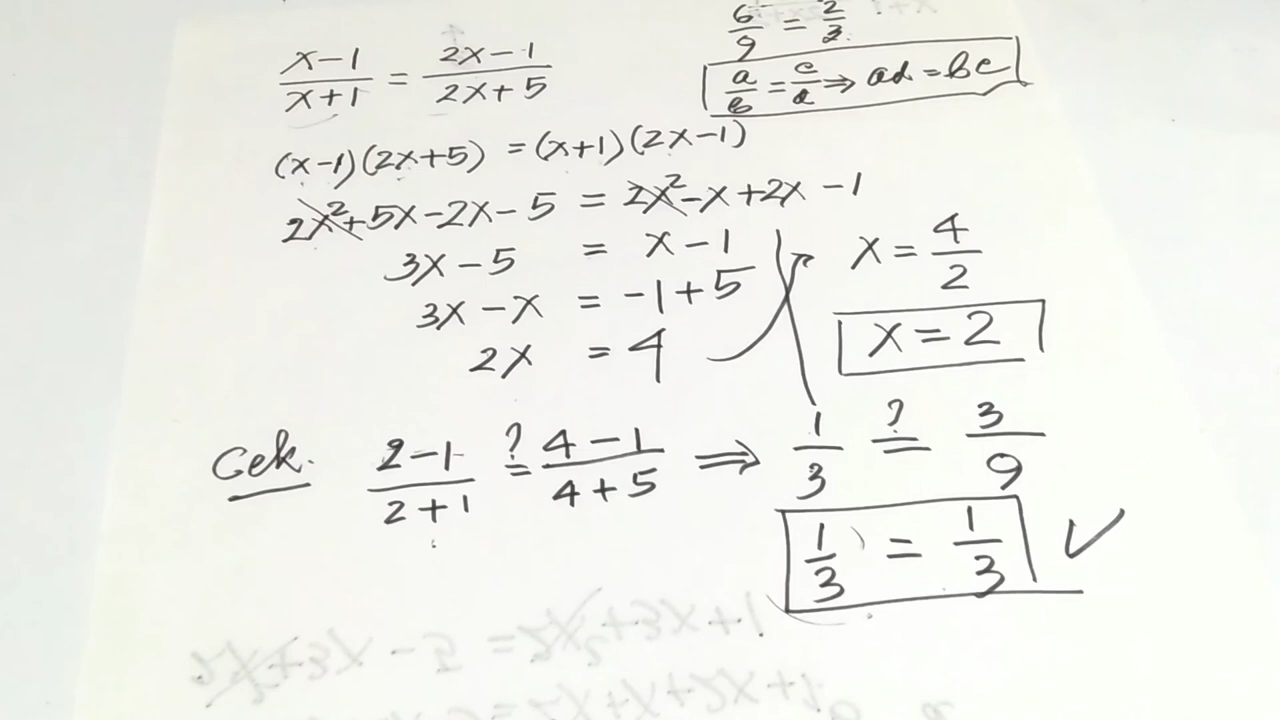 6/9 = 2/3
(x-1)/(x+1) = (2x-1)/(2x+5)
a/b = c/d ⇒ ad = bc
(x-1)(2x+5) = (x+1)(2x-1)
2x²+5x-2x-5 = 2x²-x+2x-1
3x-5 = x-1
3x-x = -1+5
2x = 4
x = 4/2
x = 2
Cek. (2-1)/(2+1) ?= (4-1)/(4+5) ⇒ 1/3 ?= 3/9
1/3 = 1/3 ✓